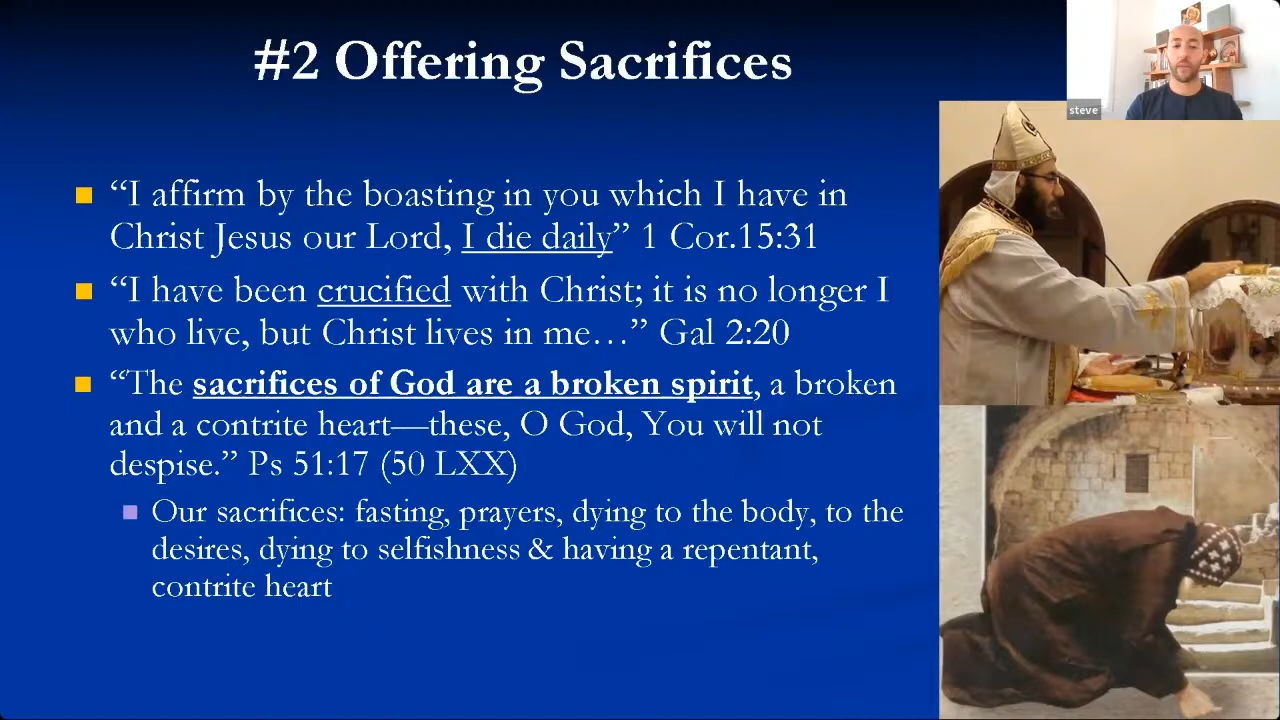 #2 Offering Sacrifices
steve
“I affirm by the boasting in you which I have in
Christ Jesus our Lord, I die daily” 1 Cor.15:31
“I have been crucified with Christ; it is no longer I
who live, but Christ lives in me…” Gal 2:20
“The sacrifices of God are a broken spirit, a broken
and a contrite heart—these, O God, You will not
despise.” Ps 51:17 (50 LXX)
Our sacrifices: fasting, prayers, dying to the body, to the
desires, dying to selfishness & having a repentant,
contrite heart